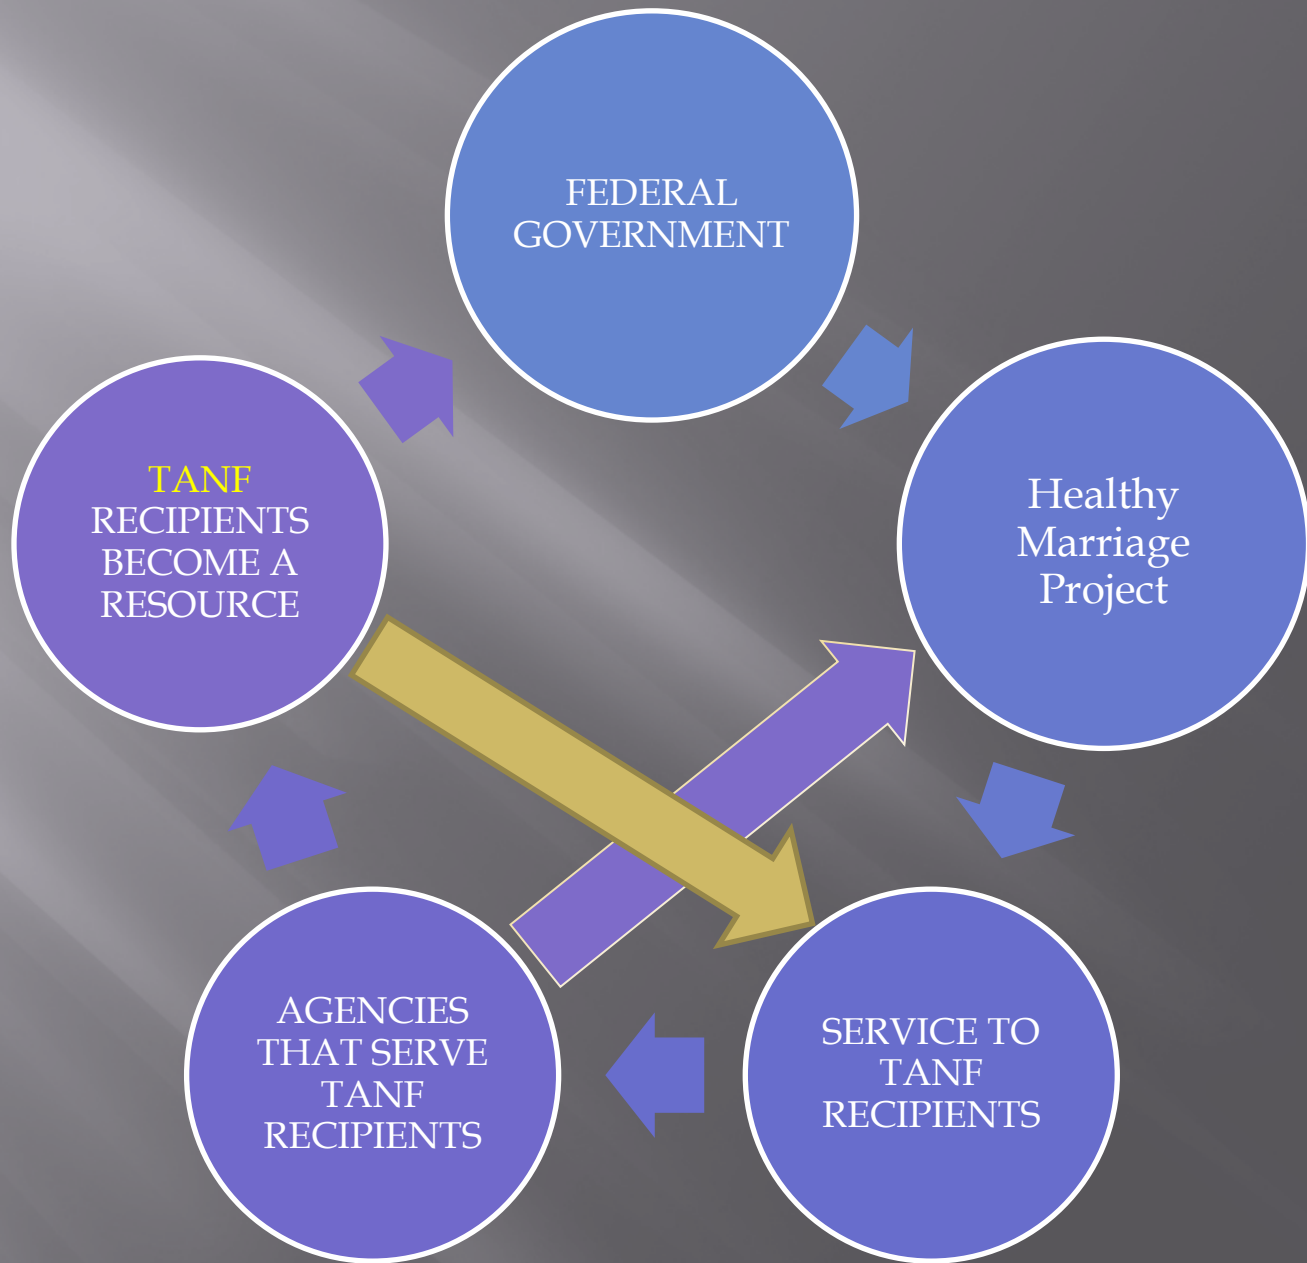 FEDERAL
GOVERNMENT
Healthy
Marriage
Project
SERVICE TO
TANF
RECIPIENTS
AGENCIES
THAT SERVE
TANF
RECIPIENTS
TANF
RECIPIENTS
BECOME A
RESOURCE